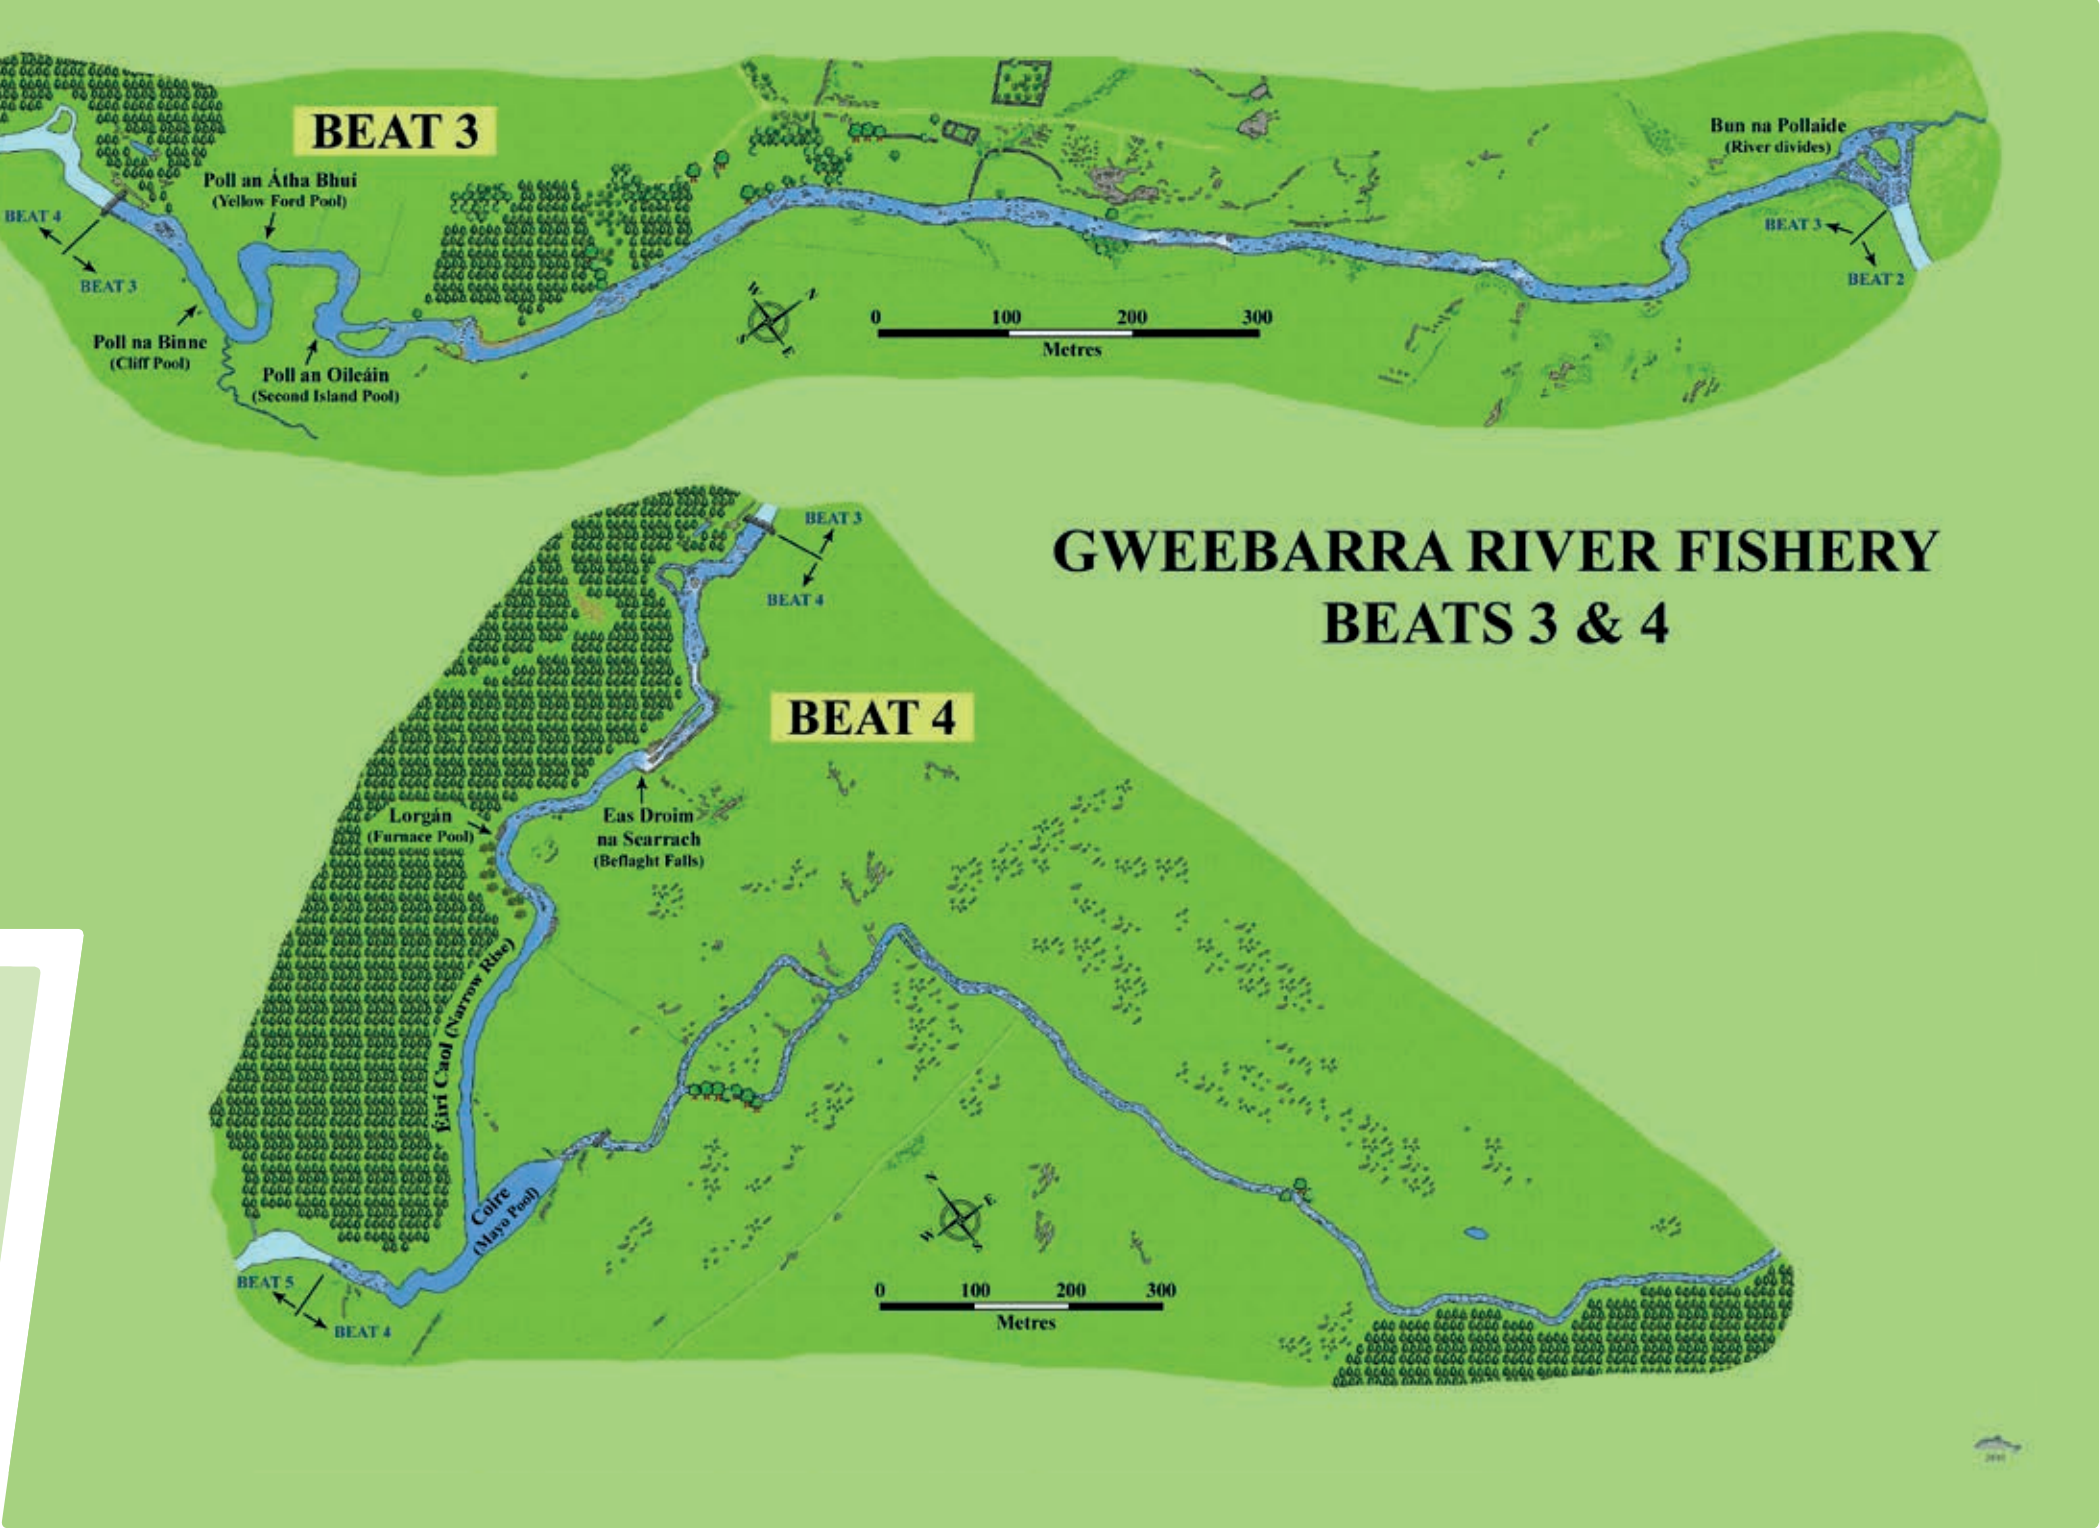 BEAT 3
Bun na Pollaide
(River divides)
Poll an Átha Bhuí
(Yellow Ford Pool)
BEAT 4
BEAT 3
BEAT 3
BEAT 2
Poll na Binne
(Cliff Pool)
Poll an Oileáin
(Second Island Pool)
W
N
S
E
0 100 200 300
Metres
GWEEBARRA RIVER FISHERY
BEATS 3 & 4
BEAT 3
BEAT 4
BEAT 4
Lorgán
(Furnace Pool)
Eas Droim
na Searrach
(Beflaght Falls)
Éirí Caol (Narrow Rise)
Coire
(Mayo Pool)
N
E
W
S
BEAT 5
BEAT 4
0 100 200 300
Metres